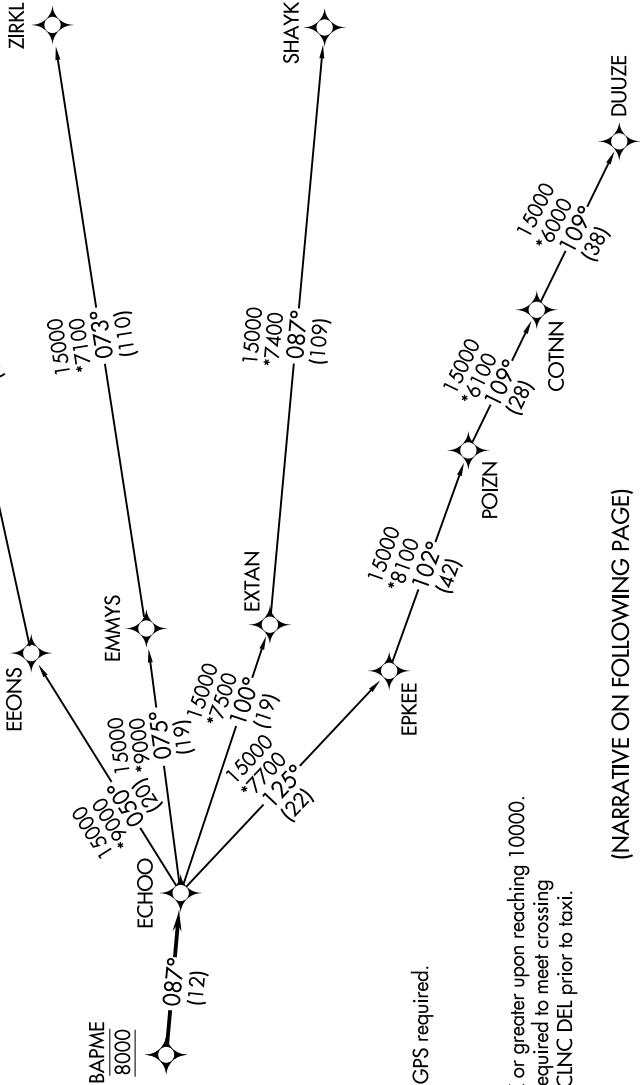 ZIRKL
SHAYK
DUUZE
15000
*7100
073°
(110)
15000
*7400
087°
(109)
15000
*6000
109°
(38)
COTNN
15000
*6100
109°
(28)
POIZN
15000
*8100
102°
(42)
EEONS
EMMYS
EXTAN
EPKEE
15000
*9000
050°
(20)
15000
*9000
075°
(19)
15000
*7500
100°
(19)
15000
*7700
125°
(22)
ECHOO
087°
(12)
BAPME
8000
GPS required.
or greater upon reaching 10000.
equired to meet crossing
CLNC DEL prior to taxi.
(NARRATIVE ON FOLLOWING PAGE)